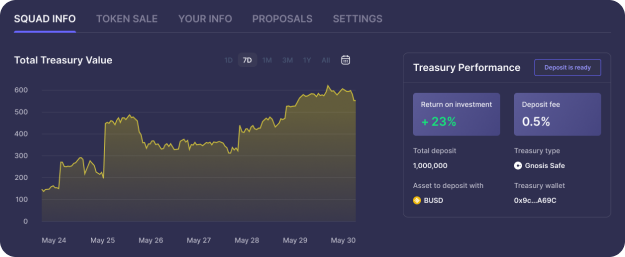 SQUAD INFO TOKEN SALE YOUR INFO PROPOSALS SETTINGS
Total Treasury Value
1D 7D 1M 3M 1Y All
600
500
400
300
200
100
0
May 24 May 25 May 26 May 27 May 28 May 29 May 30
Treasury Performance
Deposit is ready
Return on investment
+ 23%
Deposit fee
0.5%
Total deposit
1,000,000
Treasury type
Gnosis Safe
Asset to deposit with
BUSD
Treasury wallet
0x9c...A69C